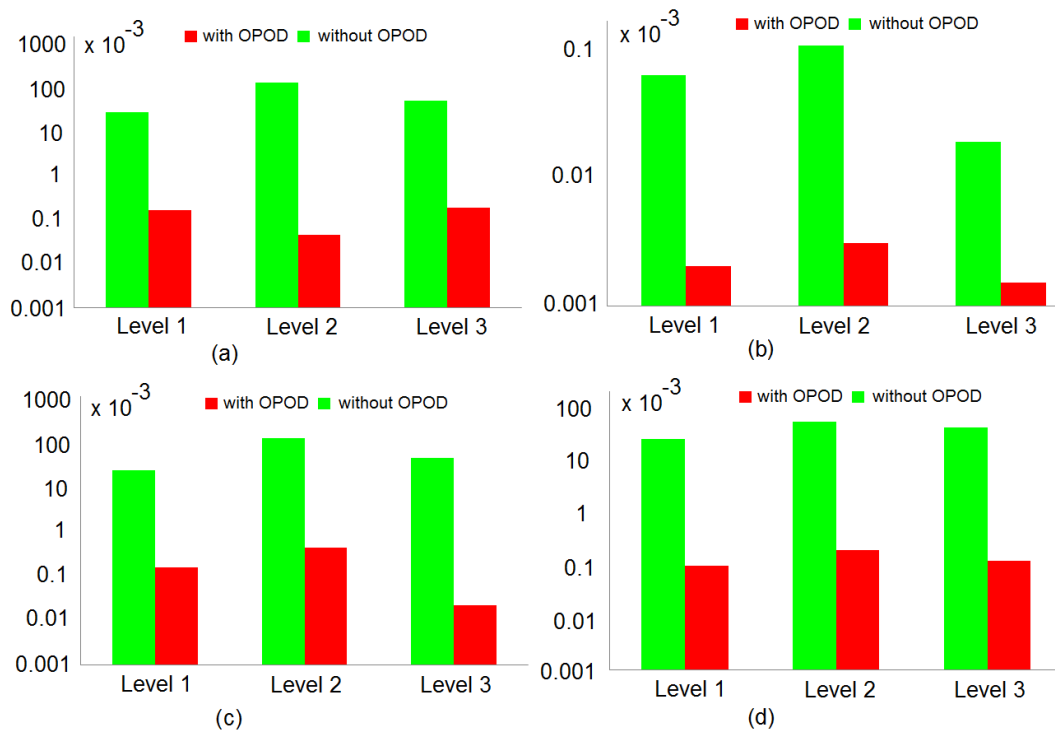 x 10-3
with OPOD without OPOD
1000
100
10
1
0.1
0.01
0.001
Level 1 Level 2 Level 3
(a)
x 10-3
with OPOD without OPOD
0.1
0.01
0.001
Level 1 Level 2 Level 3
(b)
x 10-3
with OPOD without OPOD
1000
100
10
1
0.1
0.01
0.001
Level 1 Level 2 Level 3
(c)
x 10-3
with OPOD without OPOD
100
10
1
0.1
0.01
0.001
Level 1 Level 2 Level 3
(d)